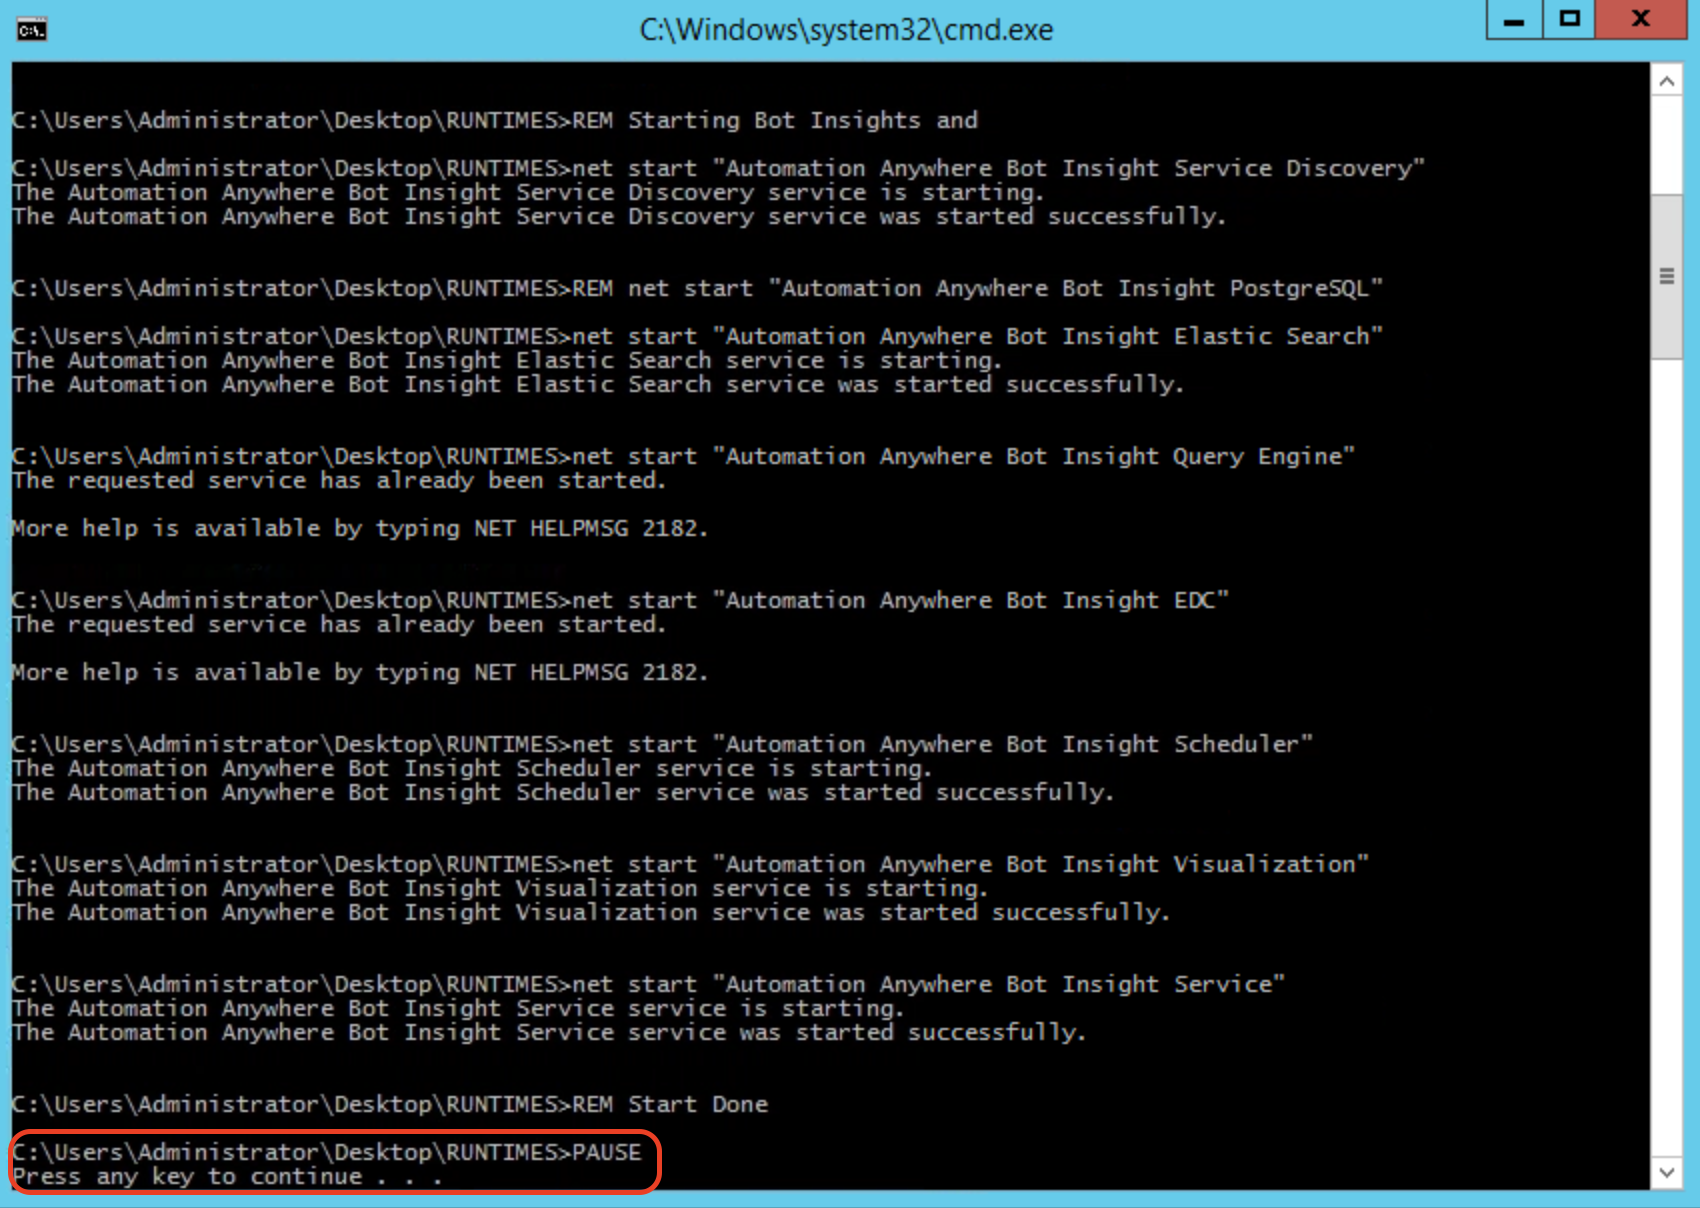 C:\Windows\system32\cmd.exe
C:\Users\Administrator\Desktop\RUNTIMES>REM Starting Bot Insights and
C:\Users\Administrator\Desktop\RUNTIMES>net start "Automation Anywhere Bot Insight Service Discovery"
The Automation Anywhere Bot Insight Service Discovery service is starting.
The Automation Anywhere Bot Insight Service Discovery service was started successfully.
C:\Users\Administrator\Desktop\RUNTIMES>REM net start "Automation Anywhere Bot Insight PostgreSQL"
C:\Users\Administrator\Desktop\RUNTIMES>net start "Automation Anywhere Bot Insight Elastic Search"
The Automation Anywhere Bot Insight Elastic Search service is starting.
The Automation Anywhere Bot Insight Elastic Search service was started successfully.
C:\Users\Administrator\Desktop\RUNTIMES>net start "Automation Anywhere Bot Insight Query Engine"
The requested service has already been started.
More help is available by typing NET HELPMSG 2182.
C:\Users\Administrator\Desktop\RUNTIMES>net start "Automation Anywhere Bot Insight EDC"
The requested service has already been started.
More help is available by typing NET HELPMSG 2182.
C:\Users\Administrator\Desktop\RUNTIMES>net start "Automation Anywhere Bot Insight Scheduler"
The Automation Anywhere Bot Insight Scheduler service is starting.
The Automation Anywhere Bot Insight Scheduler service was started successfully.
C:\Users\Administrator\Desktop\RUNTIMES>net start "Automation Anywhere Bot Insight Visualization"
The Automation Anywhere Bot Insight Visualization service is starting.
The Automation Anywhere Bot Insight Visualization service was started successfully.
C:\Users\Administrator\Desktop\RUNTIMES>net start "Automation Anywhere Bot Insight Service"
The Automation Anywhere Bot Insight Service service is starting.
The Automation Anywhere Bot Insight Service service was started successfully.
C:\Users\Administrator\Desktop\RUNTIMES>REM Start Done
C:\Users\Administrator\Desktop\RUNTIMES>PAUSE
Press any key to continue . . .